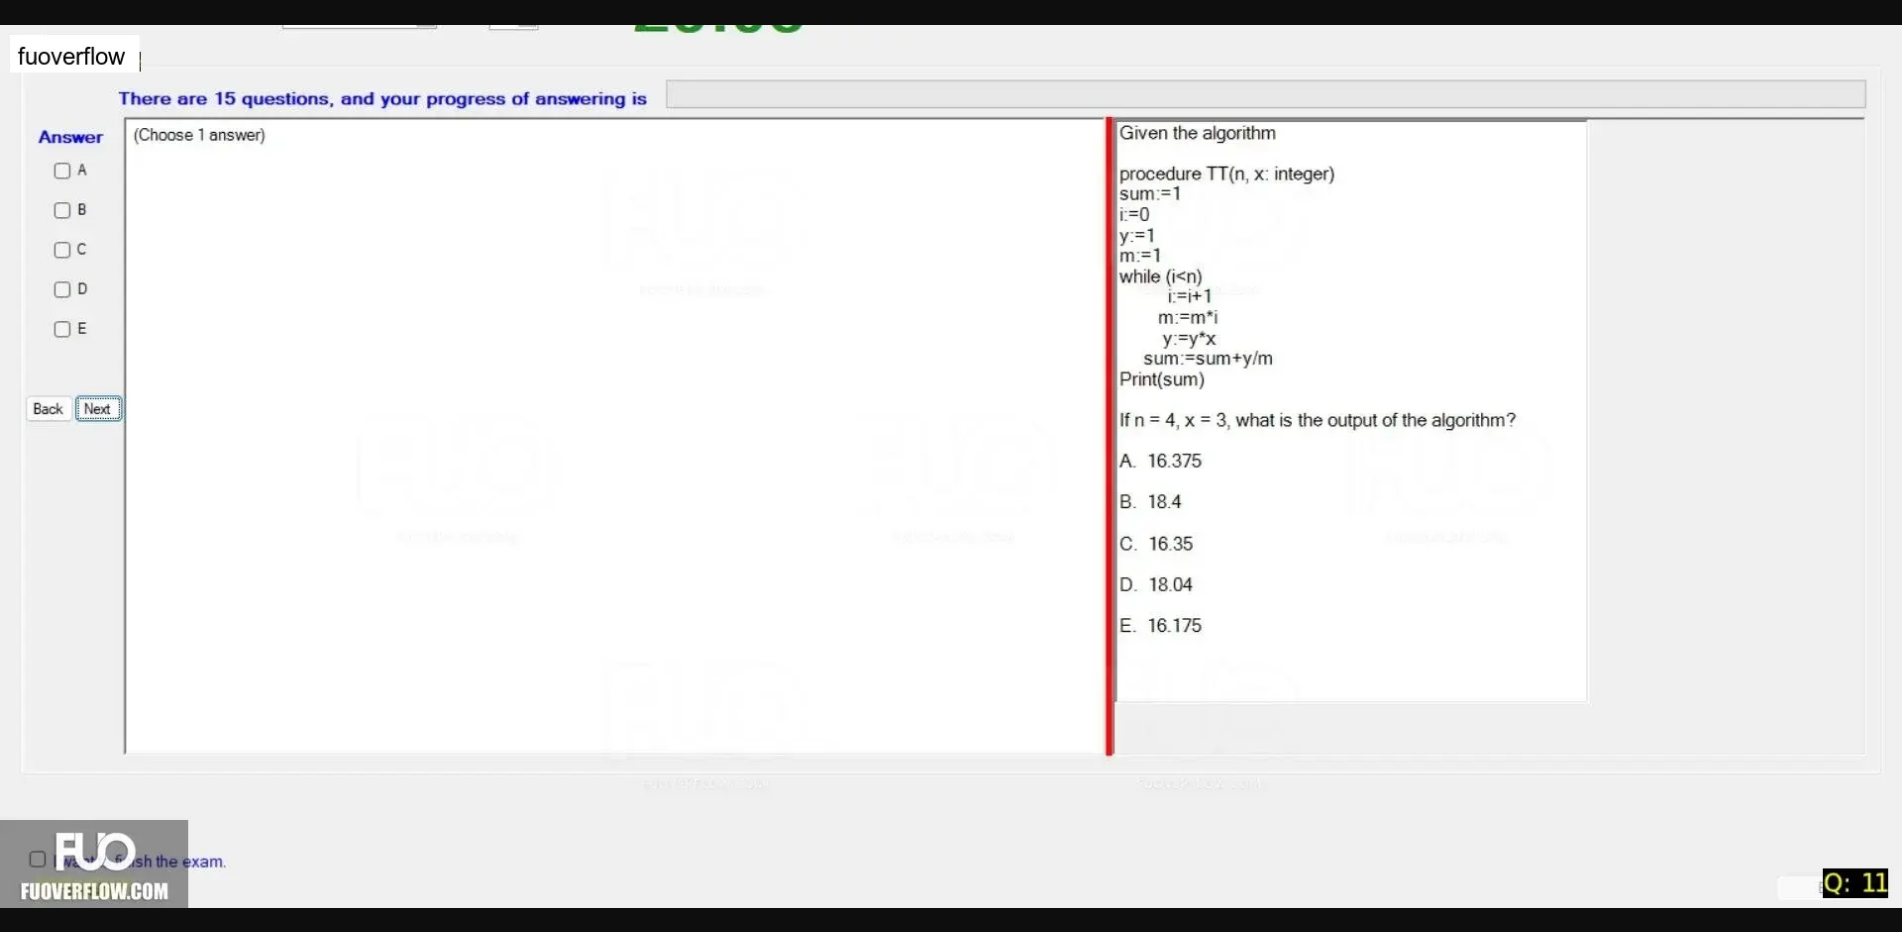 fuoverflow
There are 15 questions, and your progress of answering is
Answer
(Choose 1 answer)
A
B
C
D
E
Back Next
Given the algorithm
procedure TT(n, x: integer)
sum:=1
i:=0
y:=1
m:=1
while (i<n)
i:=i+1
m:=m*i
y:=y*x
sum:=sum+y/m
Print(sum)
If n = 4, x = 3, what is the output of the algorithm?
A. 16.375
B. 18.4
C. 16.35
D. 18.04
E. 16.175
FUO
the exam.
FUOVERFLOW.COM
Q: 11